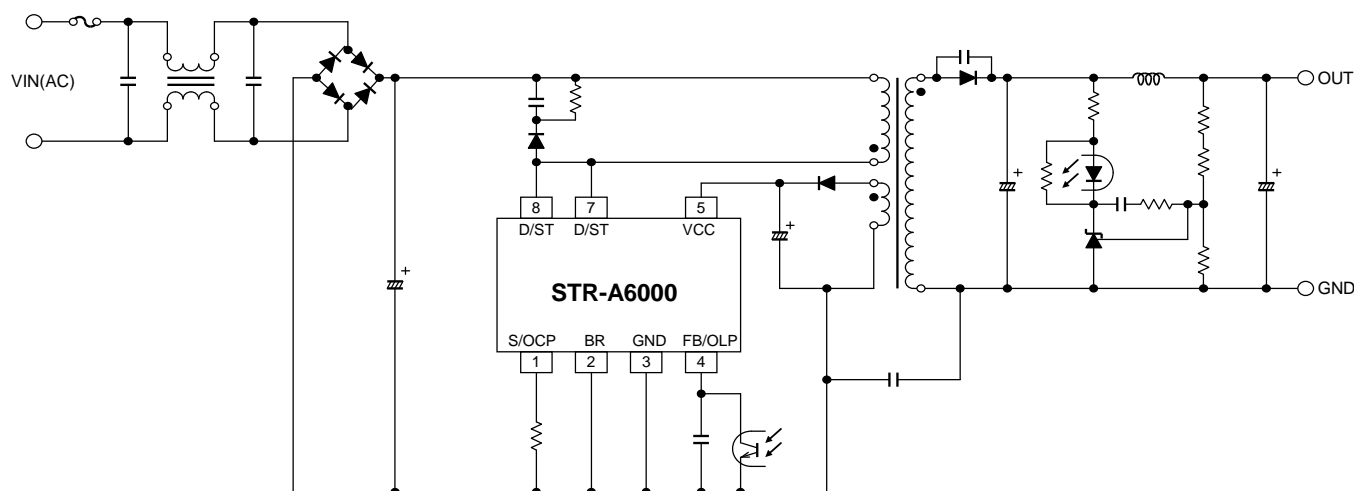 VIN(AC)
OUT
8
7
5
D/ST
D/ST
VCC
+
+
+
+
STR-A6000
GND
S/OCP
BR
GND
FB/OLP
1
2
3
4